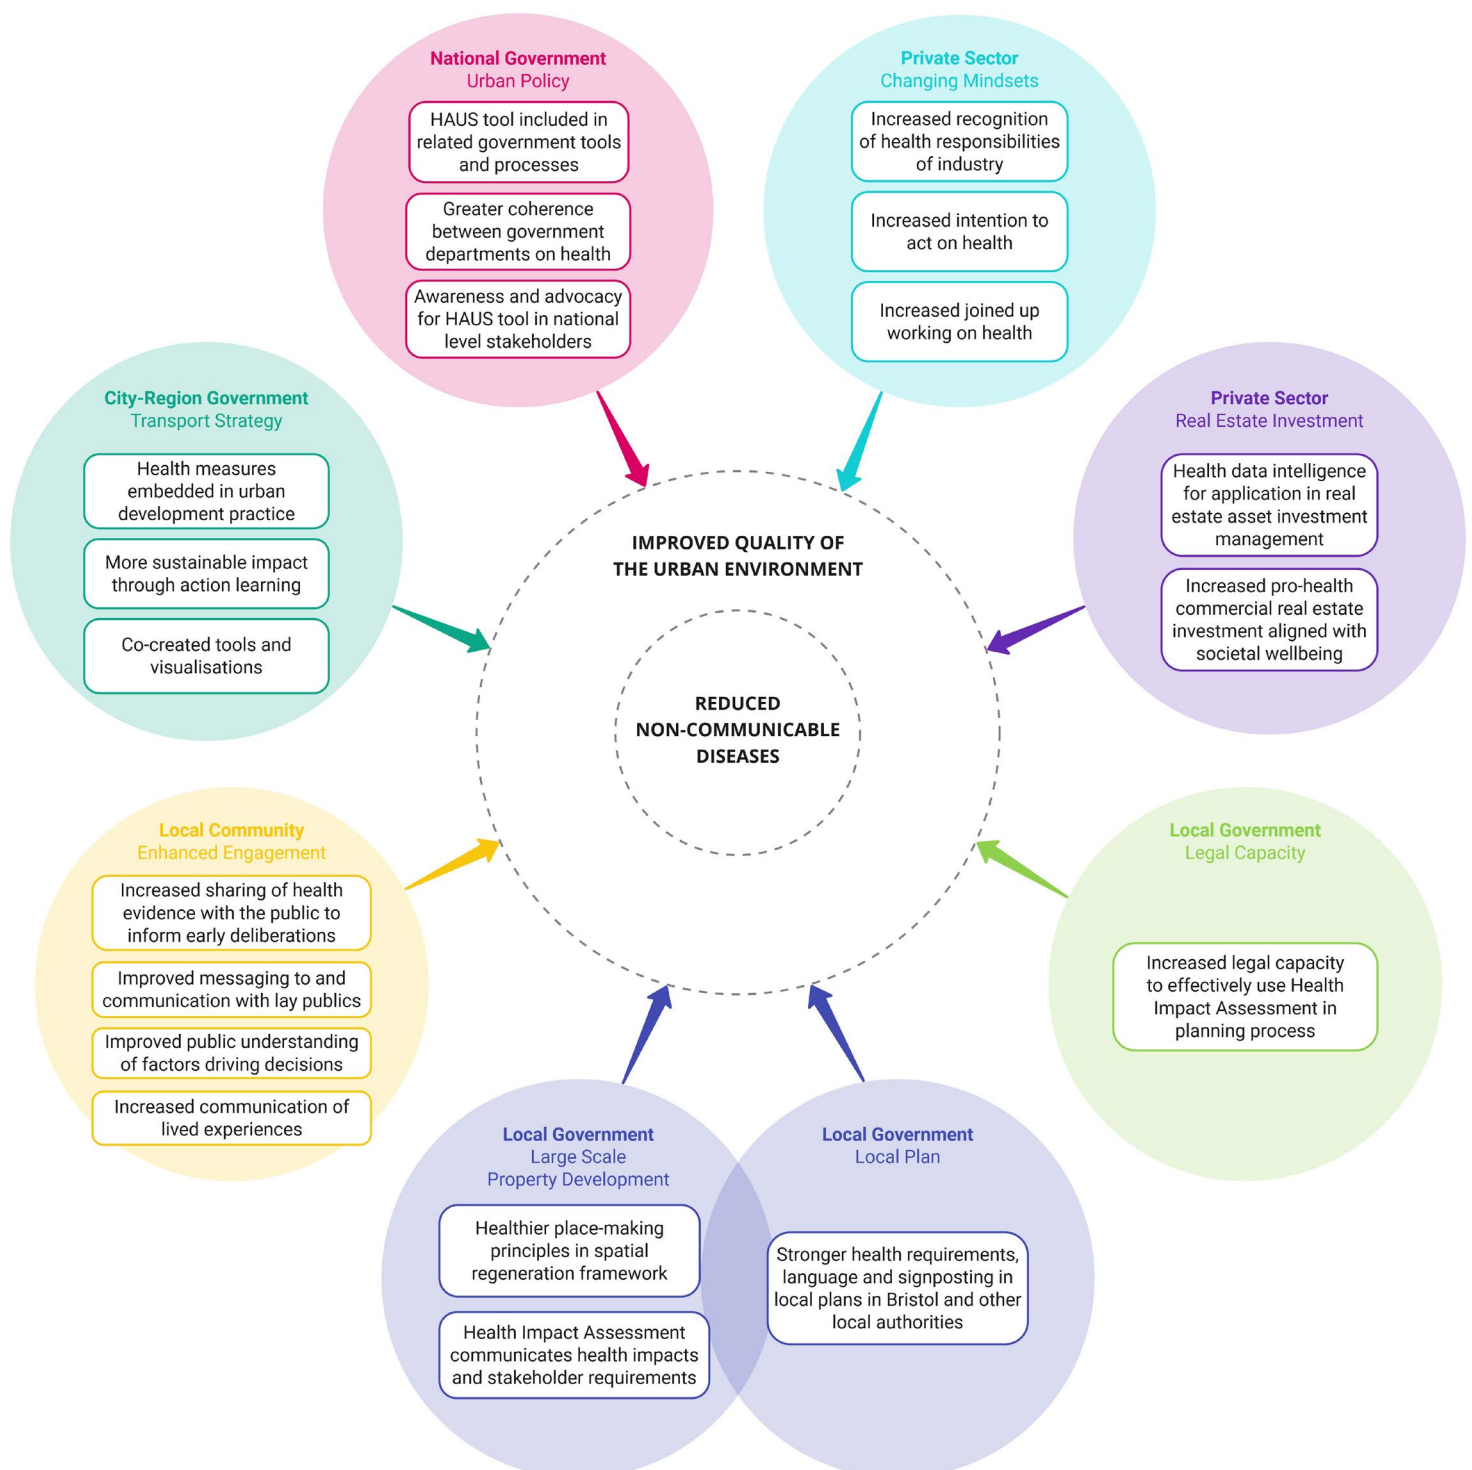 National Government
Urban Policy
HAUS tool included in
related government tools
and processes
Greater coherence
between government
departments on health
Awareness and advocacy
for HAUS tool in national
level stakeholders
Private Sector
Changing Mindsets
Increased recognition
of health responsibilities
of industry
Increased intention to
act on health
Increased joined up
working on health
City-Region Government
Transport Strategy
Health measures
embedded in urban
development practice
More sustainable impact
through action learning
Co-created tools and
visualisations
Private Sector
Real Estate Investment
Health data intelligence
for application in real
estate asset investment
management
Increased pro-health
commercial real estate
investment aligned with
societal wellbeing
IMPROVED QUALITY OF
THE URBAN ENVIRONMENT
REDUCED
NON-COMMUNICABLE
DISEASES
Local Community
Enhanced Engagement
Increased sharing of health
evidence with the public to
inform early deliberations
Improved messaging to and
communication with lay publics
Improved public understanding
of factors driving decisions
Increased communication of
lived experiences
Local Government
Legal Capacity
Increased legal capacity
to effectively use Health
Impact Assessment in
planning process
Local Government
Large Scale
Property Development
Healthier place-making
principles in spatial
regeneration framework
Health Impact Assessment
communicates health impacts
and stakeholder requirements
Local Government
Local Plan
Stronger health requirements,
language and signposting in
local plans in Bristol and other
local authorities